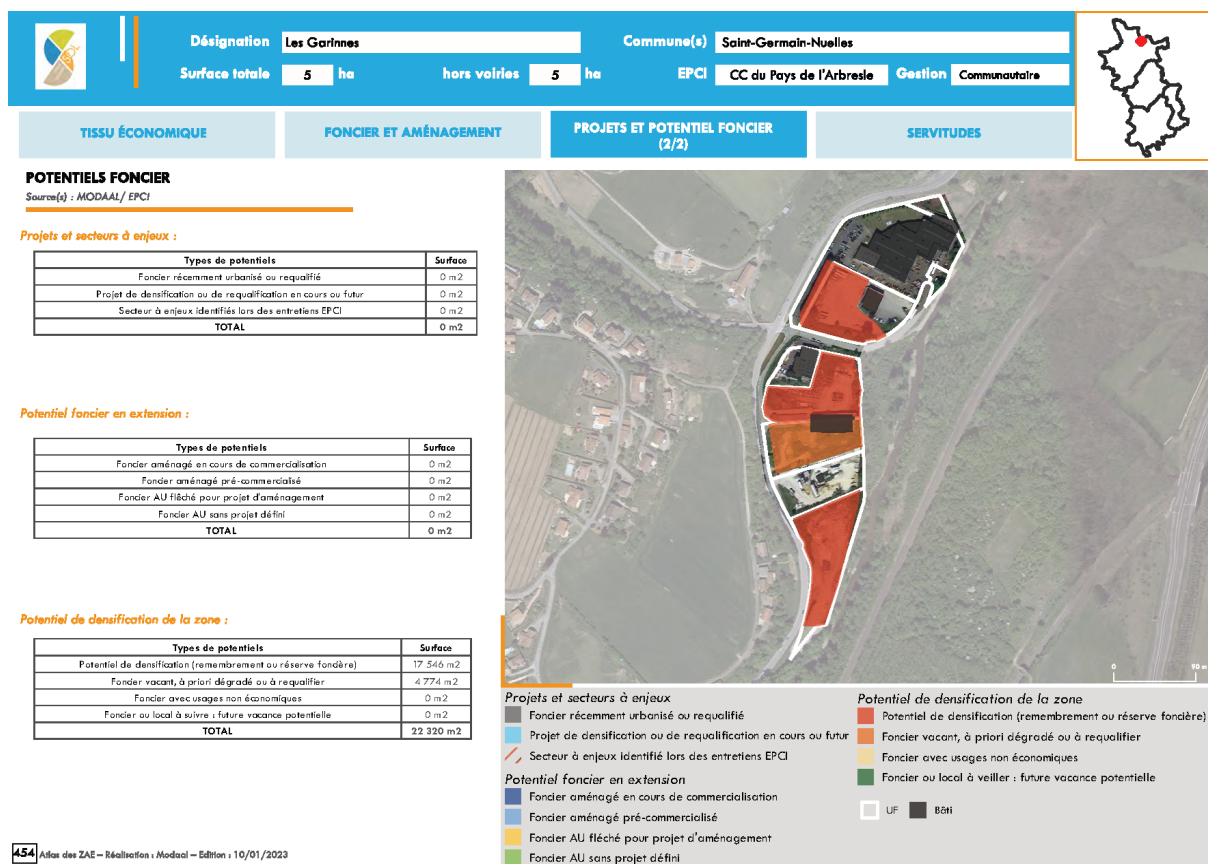 Désignation Les Garinnes Commune(s) Saint-Germain-Nuelles
Surface totale 5 ha hors voiries 5 ha EPCI CC du Pays de l'Arbresle Gestion Communautaire
TISSU ÉCONOMIQUE
FONCIER ET AMÉNAGEMENT
PROJETS ET POTENTIEL FONCIER
(2/2)
SERVITUDES
POTENTIELS FONCIER
Source(s) : MODAAL/ EPCI
Projets et secteurs à enjeux :
Types de potentiels Surface
Foncier récemment urbanisé ou requalifié 0 m2
Projet de densification ou de requalification en cours ou futur 0 m2
Secteur à enjeux identifiés lors des entretiens EPCI 0 m2
TOTAL 0 m2
Potentiel foncier en extension :
Types de potentiels Surface
Foncier aménagé en cours de commercialisation 0 m2
Foncier aménagé pré-commercialisé 0 m2
Foncier AU flêché pour projet d'aménagement 0 m2
Foncier AU sans projet défini 0 m2
TOTAL 0 m2
Potentiel de densification de la zone :
Types de potentiels Surface
Potentiel de densification (remembrement ou réserve foncière) 17 546 m2
Foncier vacant, à priori dégradé ou à requalifier 4 774 m2
Foncier avec usages non économiques 0 m2
Foncier ou local à suivre : future vacance potentielle 0 m2
TOTAL 22 320 m2
0 90 m
Projets et secteurs à enjeux
Foncier récemment urbanisé ou requalifié
Projet de densification ou de requalification en cours ou futur
Secteur à enjeux identifié lors des entretiens EPCI
Potentiel foncier en extension
Foncier aménagé en cours de commercialisation
Foncier aménagé pré-commercialisé
Foncier AU fléché pour projet d'aménagement
Foncier AU sans projet défini
Potentiel de densification de la zone
Potentiel de densification (remembrement ou réserve foncière)
Foncier vacant, à priori dégradé ou à requalifier
Foncier avec usages non économiques
Foncier ou local à veiller : future vacance potentielle
UF Bâti
454 Atlas des ZAE – Réalisation : Modaal – Edition : 10/01/2023